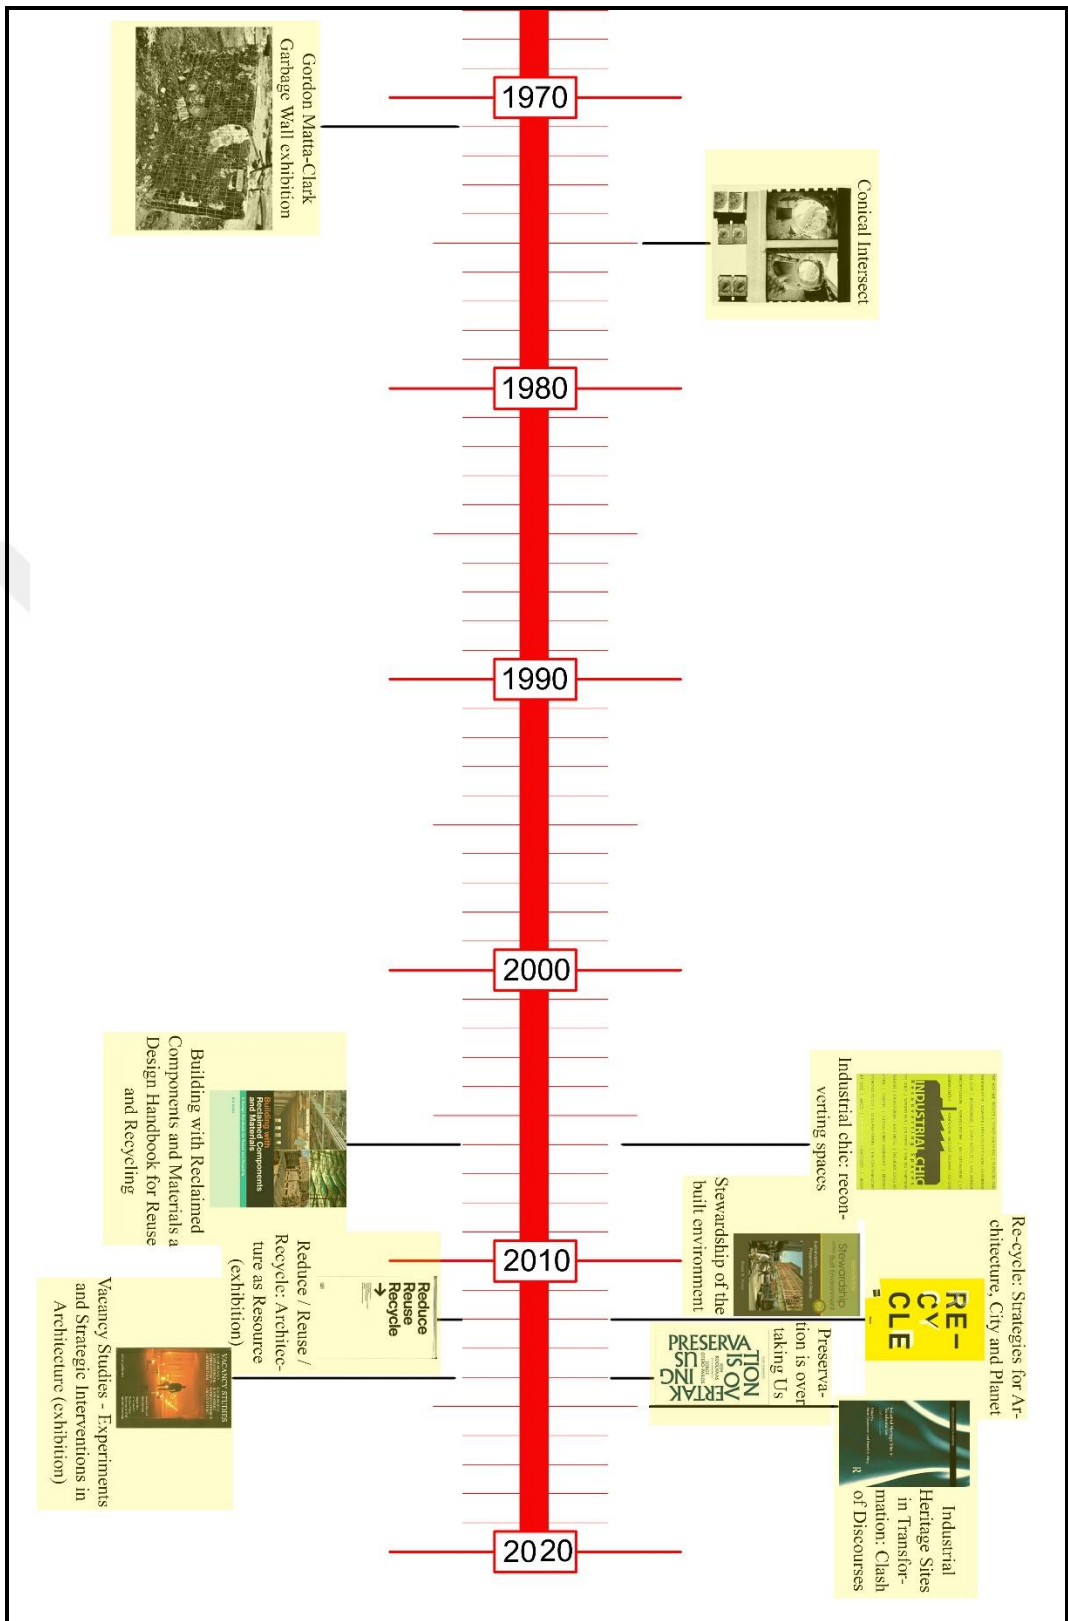 1970
1980
1990
2000
2010
2020
Gordon Matta-Clark
Garbage Wall exhibition
Conical Intersect
Building with Reclaimed
Components and Materials a
Design Handbook for Reuse
and Recycling
Building with
Reclaimed Components
and Materials
INDUSTRIAL CHIC
RECONVERTING SPACES
Industrial chic: recon-
verting spaces
Stewardship of the
built environment
Stewardship
Built Environment
RE-
CY
CLE
Re-cycle: Strategies for Ar-
chitecture, City and Planet
Reduce
Reuse
Recycle
Reduce / Reuse /
Recycle: Architec-
ture as Resource
(exhibition)
Preserva-
tion is over
taking Us
PRESERVA
TION
IS OV
ERTAK
ING
US
VACANCY STUDIES
Vacancy Studies - Experiments
and Strategic Interventions in
Architecture (exhibition)
R
Industrial
Heritage Sites
in Transfor-
mation: Clash
of Discourses